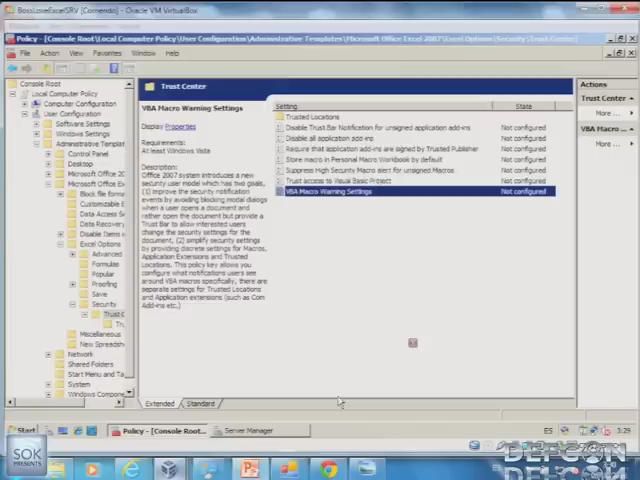 BossLoveExcelSRV [Corriendo] - Oracle VM VirtualBox
Policy - [Console Root\Local Computer Policy\User Configuration\Administrative Templates\Microsoft Office Excel 2007\Excel Options\Security\Trust Center]
File Action View Favorites Window Help
Console Root
Local Computer Policy
Computer Configuration
User Configuration
Software Settings
Windows Settings
Administrative Templa
Control Panel
Desktop
Microsoft Office 20
Microsoft Office Ex
Block file form
Customizable E
Data Access S
Data Recovery
Disable Items i
Excel Options
Advanced
Formulas
Popular
Proofing
Save
Security
Trust C
Tru
Miscellaneous
New Spreadsh
Network
Shared Folders
Start Menu and Ta
System
Windows Compone
Trust Center
VBA Macro Warning Settings
Display Properties
Requirements:
At least Windows Vista
Description:
Office 2007 system introduces a new
security user model which has two goals,
(1) improve the security notification
events by avoiding blocking modal dialogs
when a user opens a document and
rather open the document but provide a
Trust Bar to allow interested users
change the security settings for the
document, (2) simplify security settings
by providing discrete settings for Macros,
Application Extensions and Trusted
Locations. This policy key allows you
configure what notifications users see
around VBA macros specifically, there are
separate settings for Trusted Locations
and Application extensions (such as Com
Add-ins etc.)
Setting State
Trusted Locations
Disable Trust Bar Notification for unsigned application add-ins Not configured
Disable all application add-ins Not configured
Require that application add-ins are signed by Trusted Publisher Not configured
Store macro in Personal Macro Workbook by default Not configured
Suppress High Security Macro alert for unsigned Macros Not configured
Trust access to Visual Basic Project Not configured
VBA Macro Warning Settings Not configured
Actions
Trust Center
More ...
VBA Macro ...
More ...
Extended Standard
Start Policy - [Console Root\... Server Manager ES 3:29
SOK
PRESENTS
DEFCON
DEFCON